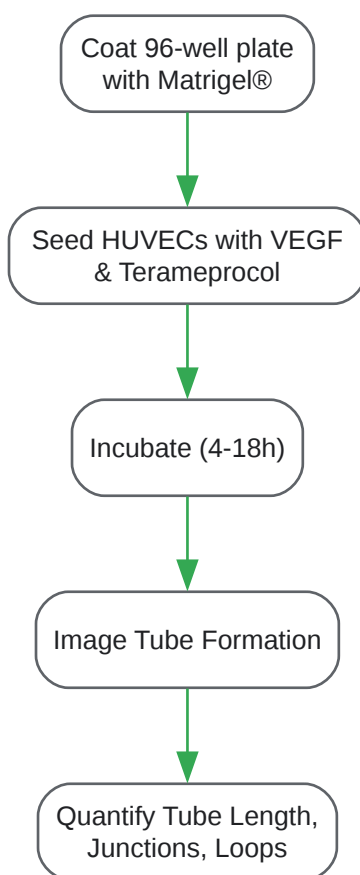 Coat 96-well plate
with Matrigel®
Seed HUVECs with VEGF
& Terameprocol
Incubate (4-18h)
Image Tube Formation
Quantify Tube Length,
Junctions, Loops